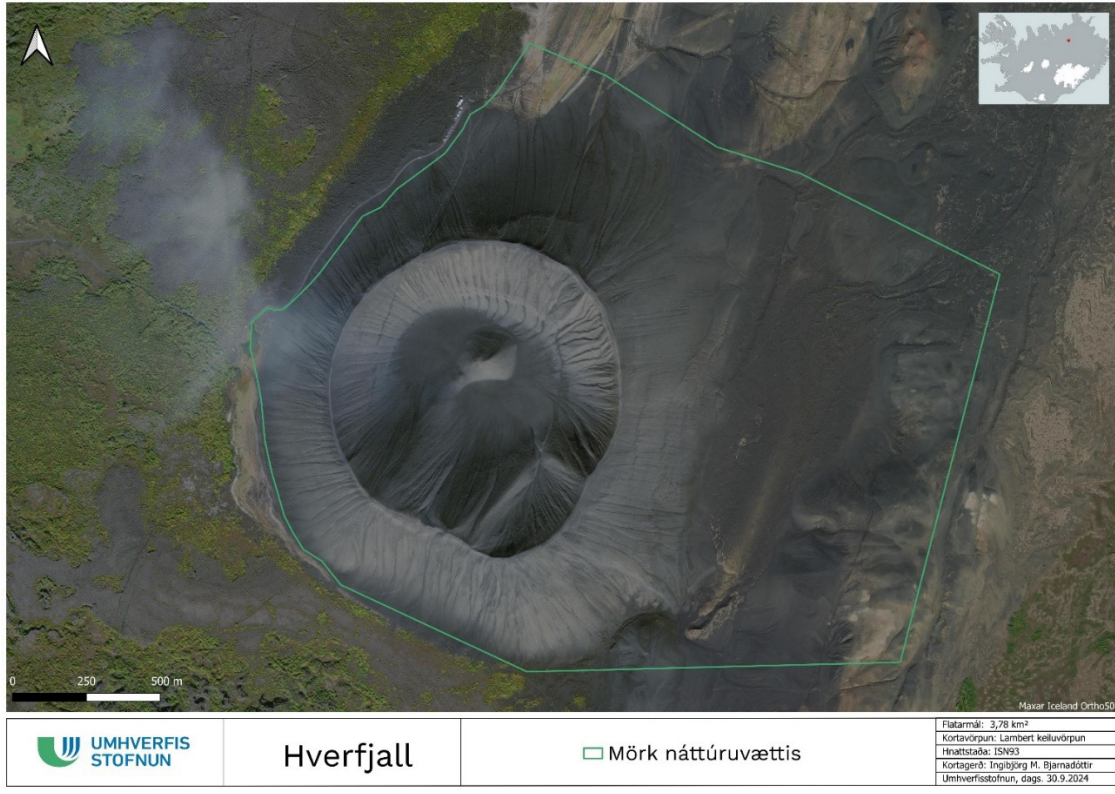 0 250 500 m
Maxar Iceland Ortho50
UMHVERFIS
STOFNUN
Hverfjall
Mörk náttúruvættis
Flatarmál: 3,78 km²
Kortavörpun: Lambert keiluvörpun
Hnattstaða: ISN93
Kortagerð: Ingibjörg M. Bjarnadóttir
Umhverfisstofnun, dags. 30.9.2024